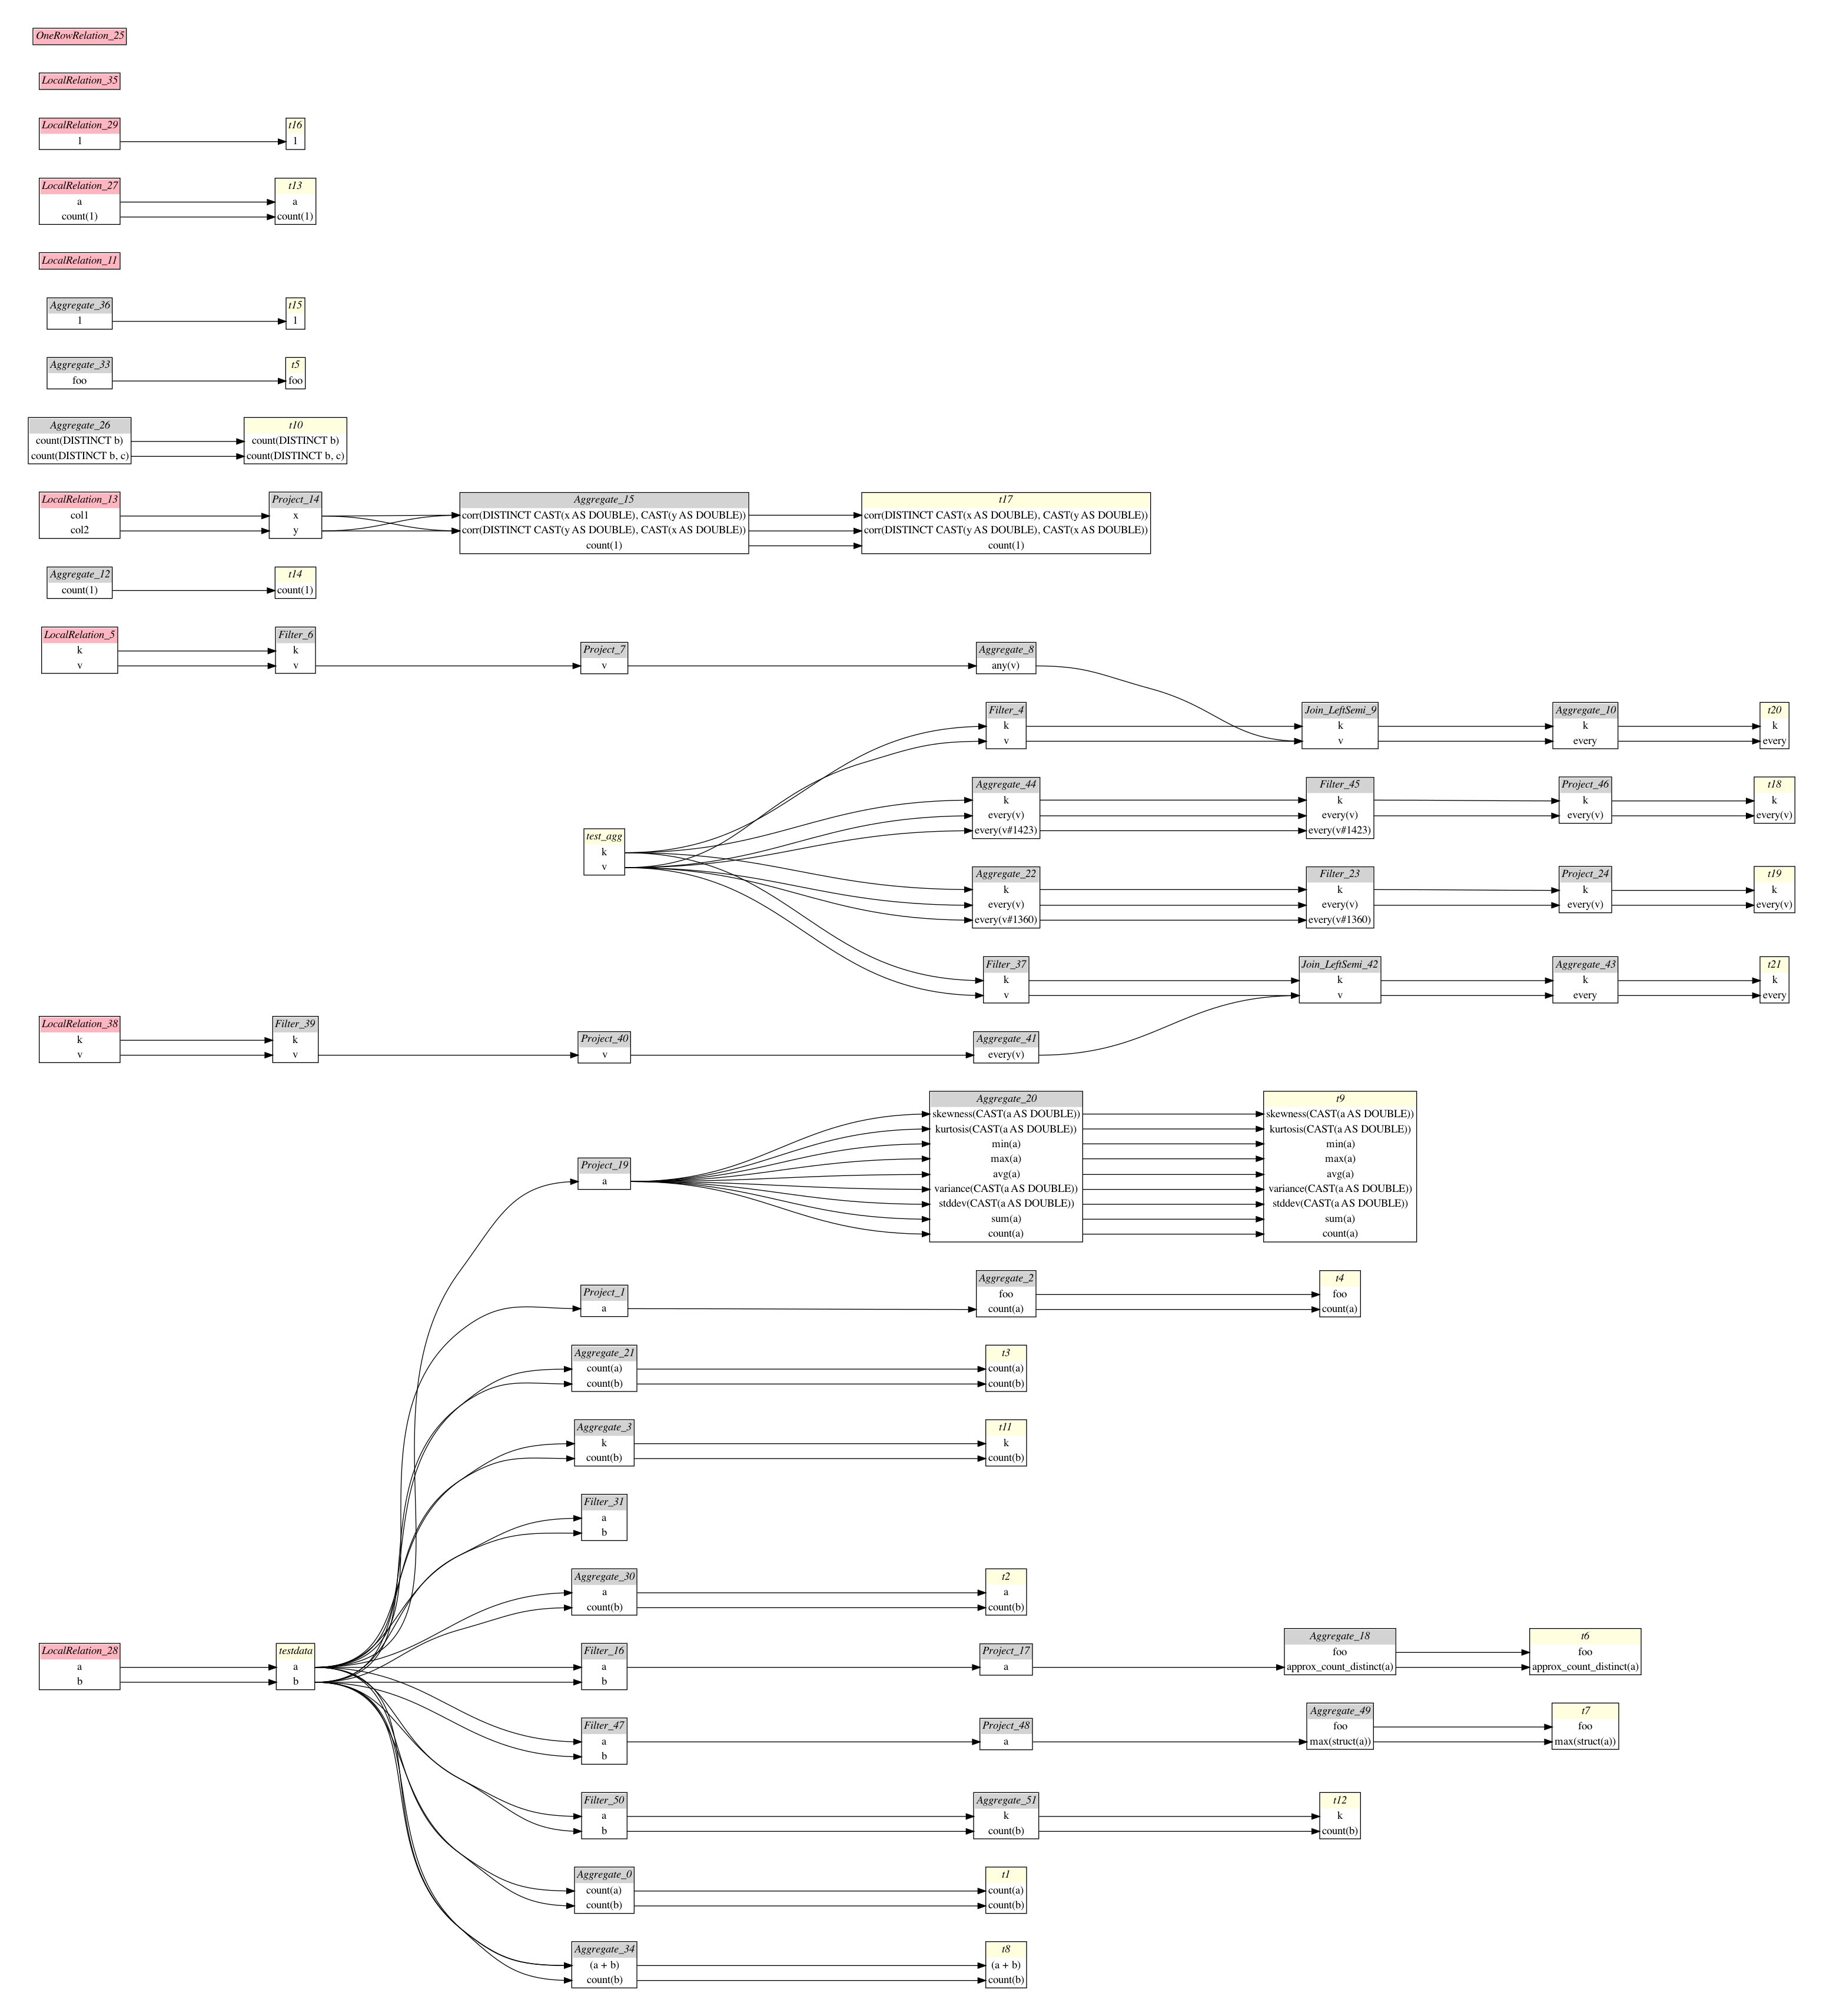 OneRowRelation_25
LocalRelation_35
LocalRelation_29
1
t16
1
LocalRelation_27
a
count(1)
t13
a
count(1)
LocalRelation_11
Aggregate_36
1
t15
1
Aggregate_33
foo
t5
foo
Aggregate_26
count(DISTINCT b)
count(DISTINCT b, c)
t10
count(DISTINCT b)
count(DISTINCT b, c)
LocalRelation_13
col1
col2
Project_14
x
y
Aggregate_15
corr(DISTINCT CAST(x AS DOUBLE), CAST(y AS DOUBLE))
corr(DISTINCT CAST(y AS DOUBLE), CAST(x AS DOUBLE))
count(1)
t17
corr(DISTINCT CAST(x AS DOUBLE), CAST(y AS DOUBLE))
corr(DISTINCT CAST(y AS DOUBLE), CAST(x AS DOUBLE))
count(1)
Aggregate_12
count(1)
t14
count(1)
LocalRelation_5
k
v
Filter_6
k
v
Project_7
v
Aggregate_8
any(v)
Filter_4
k
v
Join_LeftSemi_9
k
v
Aggregate_10
k
every
t20
k
every
Aggregate_44
k
every(v)
every(v#1423)
Filter_45
k
every(v)
every(v#1423)
Project_46
k
every(v)
t18
k
every(v)
test_agg
k
v
Aggregate_22
k
every(v)
every(v#1360)
Filter_23
k
every(v)
every(v#1360)
Project_24
k
every(v)
t19
k
every(v)
Filter_37
k
v
Join_LeftSemi_42
k
v
Aggregate_43
k
every
t21
k
every
LocalRelation_38
k
v
Filter_39
k
v
Project_40
v
Aggregate_41
every(v)
Project_19
a
Aggregate_20
skewness(CAST(a AS DOUBLE))
kurtosis(CAST(a AS DOUBLE))
min(a)
max(a)
avg(a)
variance(CAST(a AS DOUBLE))
stddev(CAST(a AS DOUBLE))
sum(a)
count(a)
t9
skewness(CAST(a AS DOUBLE))
kurtosis(CAST(a AS DOUBLE))
min(a)
max(a)
avg(a)
variance(CAST(a AS DOUBLE))
stddev(CAST(a AS DOUBLE))
sum(a)
count(a)
Project_1
a
Aggregate_2
foo
count(a)
t4
foo
count(a)
Aggregate_21
count(a)
count(b)
t3
count(a)
count(b)
Aggregate_3
k
count(b)
t11
k
count(b)
Filter_31
a
b
Aggregate_30
a
count(b)
t2
a
count(b)
LocalRelation_28
a
b
testdata
a
b
Filter_16
a
b
Project_17
a
Aggregate_18
foo
approx_count_distinct(a)
t6
foo
approx_count_distinct(a)
Filter_47
a
b
Project_48
a
Aggregate_49
foo
max(struct(a))
t7
foo
max(struct(a))
Filter_50
a
b
Aggregate_51
k
count(b)
t12
k
count(b)
Aggregate_0
count(a)
count(b)
t1
count(a)
count(b)
Aggregate_34
(a + b)
count(b)
t8
(a + b)
count(b)